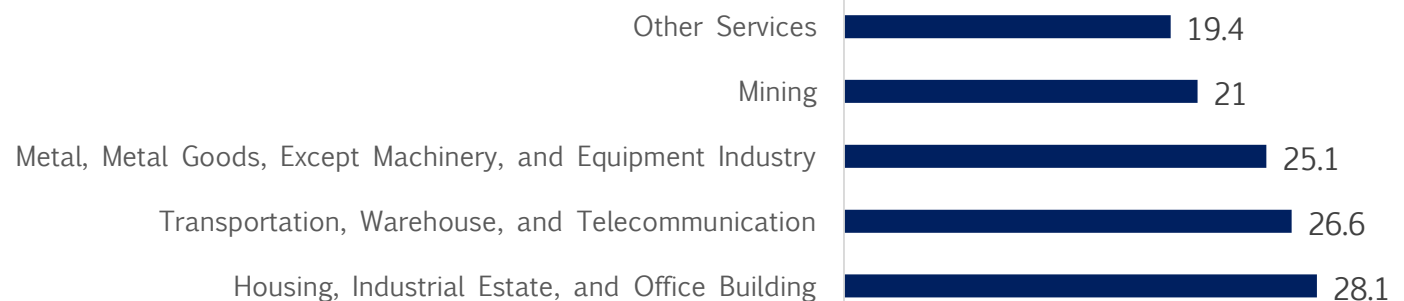 Other Services 19.4
Mining 21
Metal, Metal Goods, Except Machinery, and Equipment Industry 25.1
Transportation, Warehouse, and Telecommunication 26.6
Housing, Industrial Estate, and Office Building 28.1